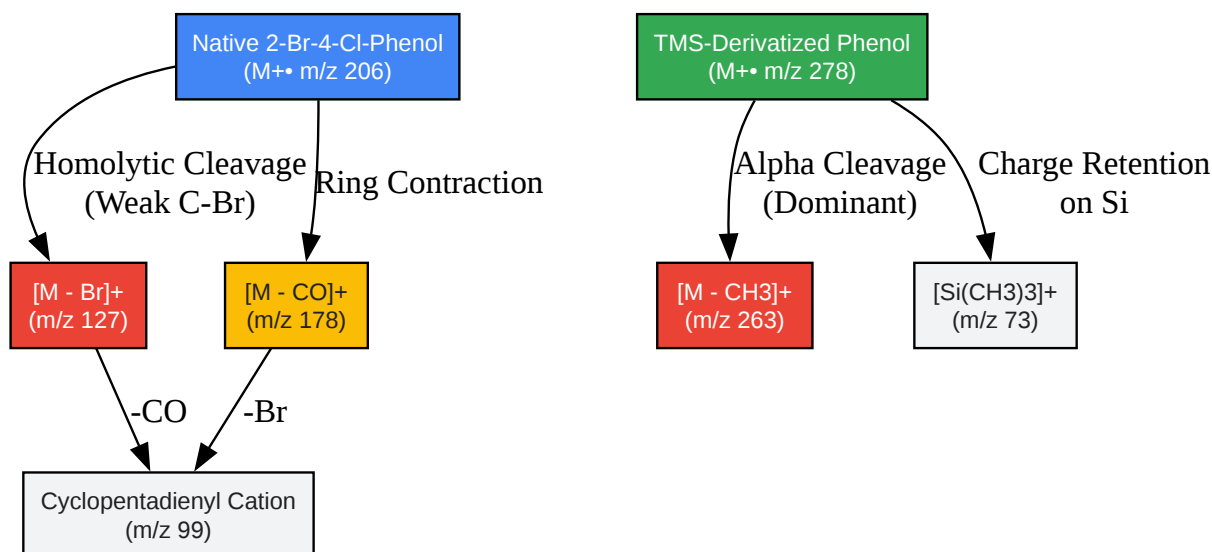 Native 2-Br-4-Cl-Phenol
(M+• m/z 206)
TMS-Derivatized Phenol
(M+• m/z 278)
Homolytic Cleavage
(Weak C-Br)
Ring Contraction
Alpha Cleavage
(Dominant)
Charge Retention
on Si
[M - Br]+
(m/z 127)
[M - CO]+
(m/z 178)
[M - CH3]+
(m/z 263)
[Si(CH3)3]+
(m/z 73)
-CO
-Br
Cyclopentadienyl Cation
(m/z 99)